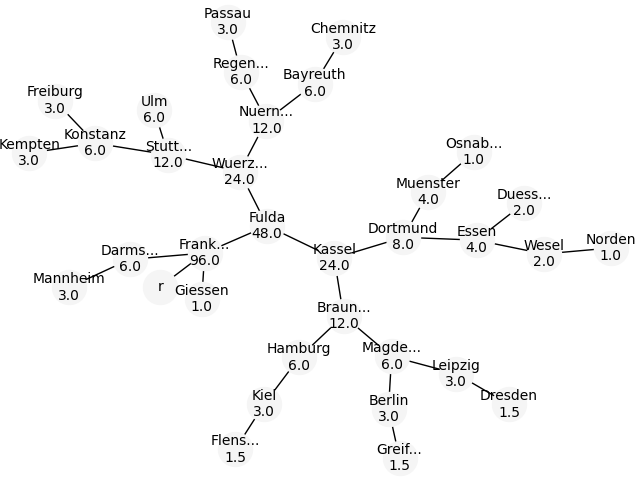 Passau
3.0
Chemnitz
3.0
Regen...
6.0
Bayreuth
6.0
Freiburg
3.0
Ulm
6.0
Nuern...
12.0
Kempten
3.0
Konstanz
6.0
Stutt...
12.0
Wuerz...
24.0
Osnab...
1.0
Muenster
4.0
Duess...
2.0
Fulda
48.0
Dortmund
8.0
Essen
4.0
Wesel
2.0
Norden
1.0
Darms...
6.0
Frank...
96.0
Kassel
24.0
Mannheim
3.0
r
Giessen
1.0
Braun...
12.0
Hamburg
6.0
Magde...
6.0
Leipzig
3.0
Kiel
3.0
Berlin
3.0
Dresden
1.5
Flens...
1.5
Greif...
1.5